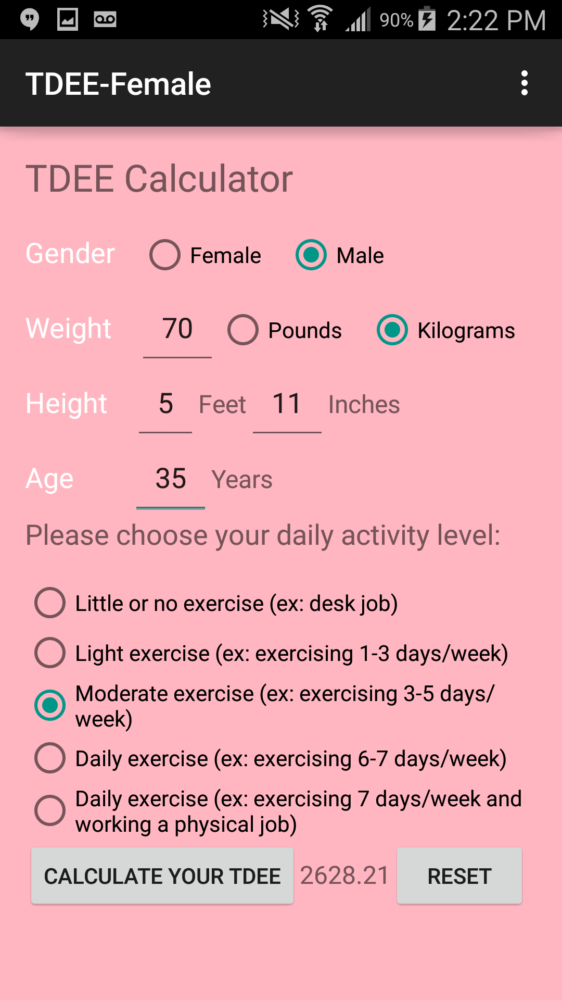 90% 2:22 PM
TDEE-Female
TDEE Calculator
Gender Female Male
Weight 70 Pounds Kilograms
Height 5 Feet 11 Inches
Age 35 Years
Please choose your daily activity level:
Little or no exercise (ex: desk job)
Light exercise (ex: exercising 1-3 days/week)
Moderate exercise (ex: exercising 3-5 days/
week)
Daily exercise (ex: exercising 6-7 days/week)
Daily exercise (ex: exercising 7 days/week and
working a physical job)
CALCULATE YOUR TDEE 2628.21 RESET